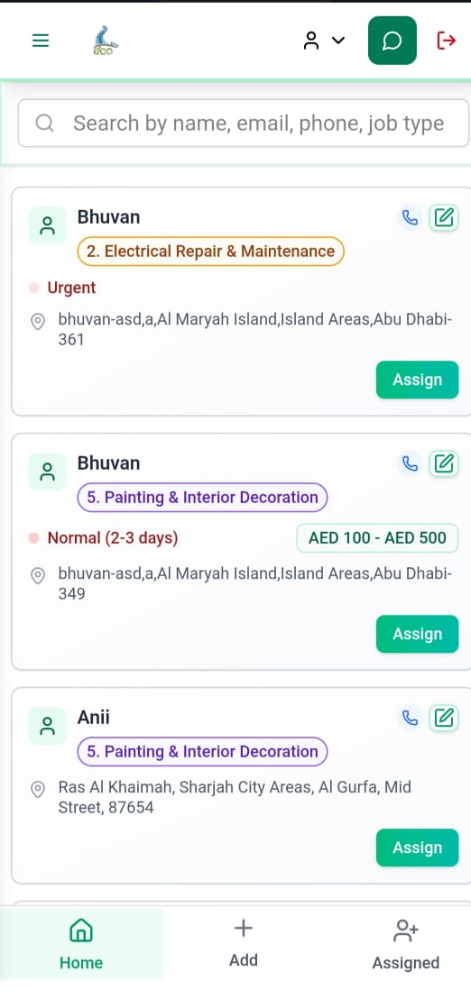 eco
Search by name, email, phone, job type
Bhuvan
2. Electrical Repair & Maintenance
Urgent
bhuvan-asd,a,Al Maryah Island,Island Areas,Abu Dhabi-
361
Assign
Bhuvan
5. Painting & Interior Decoration
Normal (2-3 days)
AED 100 - AED 500
bhuvan-asd,a,Al Maryah Island,Island Areas,Abu Dhabi-
349
Assign
Anii
5. Painting & Interior Decoration
Ras Al Khaimah, Sharjah City Areas, Al Gurfa, Mid
Street, 87654
Assign
Home
Add
Assigned